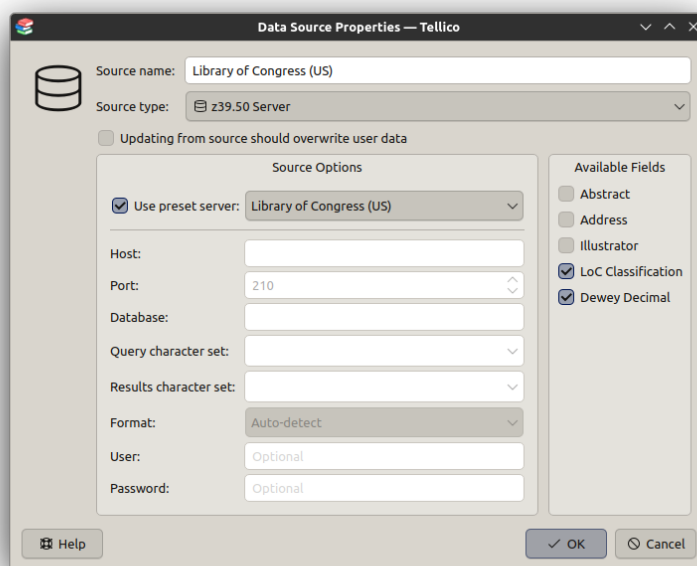 Data Source Properties — Tellico
Source name: Library of Congress (US)
Source type: z39.50 Server
Updating from source should overwrite user data
Source Options
Use preset server: Library of Congress (US)
Host:
Port: 210
Database:
Query character set:
Results character set:
Format: Auto-detect
User: Optional
Password: Optional
Available Fields
Abstract
Address
Illustrator
LoC Classification
Dewey Decimal
Help
OK
Cancel